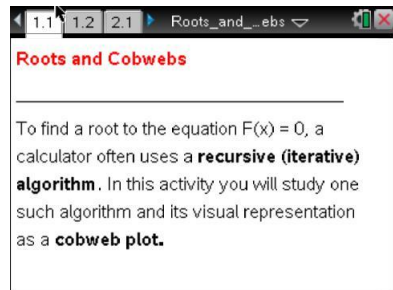 1.1 1.2 2.1 Roots_and_…ebs
Roots and Cobwebs
To find a root to the equation F(x) = 0, a
calculator often uses a recursive (iterative)
algorithm. In this activity you will study one
such algorithm and its visual representation
as a cobweb plot.